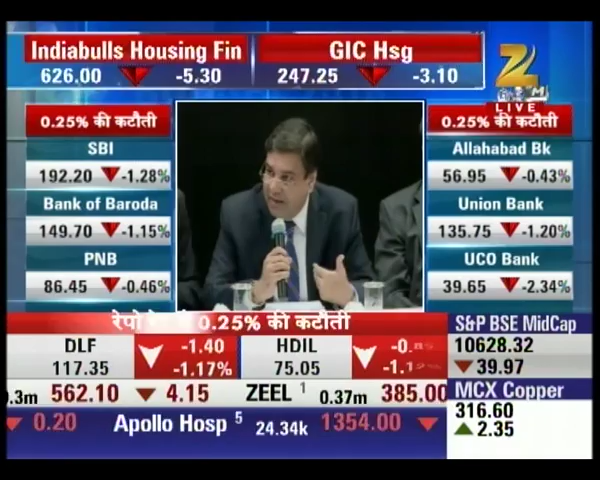 Indiabulls Housing Fin
626.00 -5.30
GIC Hsg
247.25 -3.10
Z
LIVE
0.25% की कटौती
SBI
192.20 -1.28%
Bank of Baroda
149.70 -1.15%
PNB
86.45 -0.46%
0.25% की कटौती
Allahabad Bk
56.95 -0.43%
Union Bank
135.75 -1.20%
UCO Bank
39.65 -2.34%
रेपो 0.25% की कटौती
DLF -1.40
117.35 -1.17%
HDIL
75.05
S&P BSE MidCap
10628.32
39.97
MCX Copper
316.60
2.35
0.3m 562.10 4.15 ZEEL 1 0.37m 385.00
0.20 Apollo Hosp 5 24.34k 1354.00